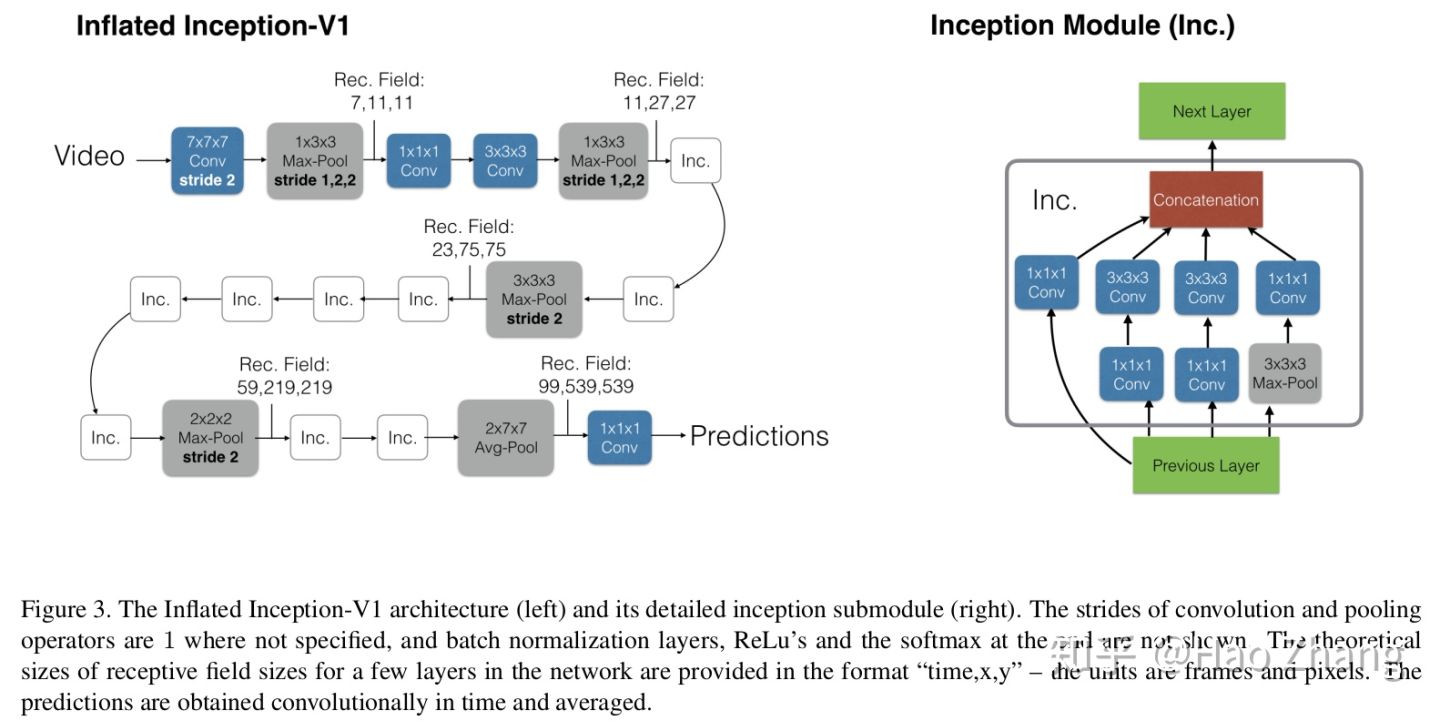 Inflated Inception-V1
Inception Module (Inc.)
Rec. Field:
7,11,11
Rec. Field:
11,27,27
Video
7x7x7
Conv
stride 2
1x3x3
Max-Pool
stride 1,2,2
1x1x1
Conv
3x3x3
Conv
1x3x3
Max-Pool
stride 1,2,2
Inc.
Rec. Field:
23,75,75
Inc.
Inc.
Inc.
Inc.
3x3x3
Max-Pool
stride 2
Inc.
Rec. Field:
59,219,219
Rec. Field:
99,539,539
Inc.
2x2x2
Max-Pool
stride 2
Inc.
Inc.
2x7x7
Avg-Pool
1x1x1
Conv
Predictions
Next Layer
Inc.
Concatenation
1x1x1
Conv
3x3x3
Conv
3x3x3
Conv
1x1x1
Conv
1x1x1
Conv
1x1x1
Conv
3x3x3
Max-Pool
Previous Layer
Figure 3. The Inflated Inception-V1 architecture (left) and its detailed inception submodule (right). The strides of convolution and pooling
operators are 1 where not specified, and batch normalization layers, ReLu's and the softmax at the end are not shown. The theoretical
sizes of receptive field sizes for a few layers in the network are provided in the format “time,x,y” – the units are frames and pixels. The
predictions are obtained convolutionally in time and averaged.
知乎 @Hao Zhang